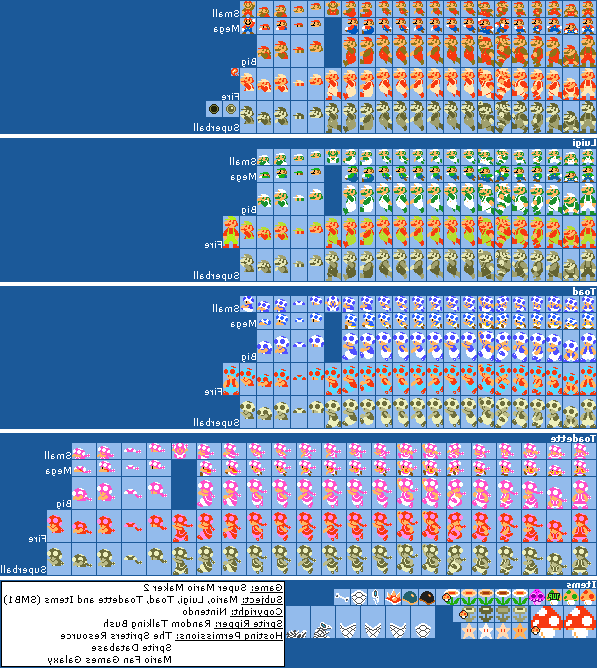 Small
Mega
Big
Fire
Superball
Luigi
Small
Mega
Big
Fire
Superball
Toad
Small
Mega
Big
Fire
Superball
Toadette
Small
Mega
Big
Fire
Superball
Items
Game: Super Mario Maker 2
Subject: Mario, Luigi, Toad, Toadette and Items (SMB1)
Copyright: Nintendo
Sprite Ripper: Random Talking Bush
Hosting Permissions: The Spriters Resource
Sprite Database
Mario Fan Games Galaxy